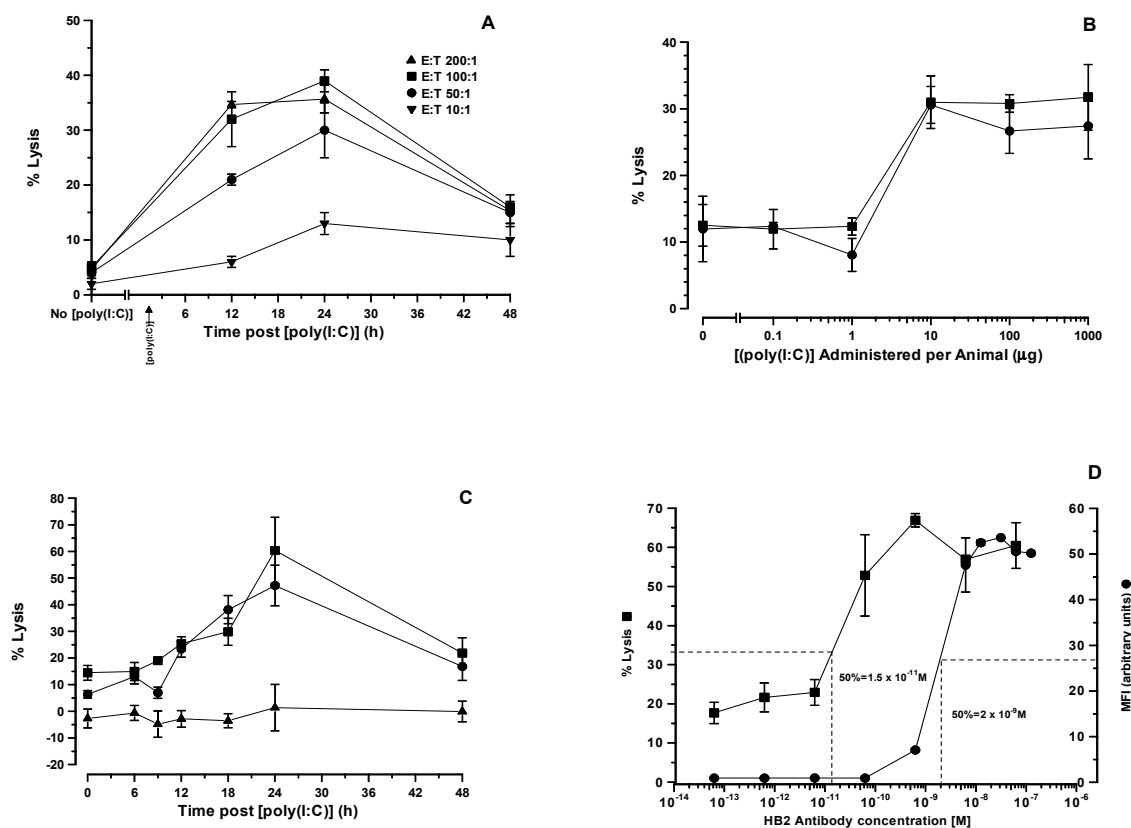 A
50
40
30
20
10
0
% Lysis
E:T 200:1
E:T 100:1
E:T 50:1
E:T 10:1
No [poly(I:C)] 6 12 18 24 30 36 42 48
[poly(I:C)]
Time post [poly(I:C)] (h)
B
40
30
20
10
0
% Lysis
0 0.1 1 10 100 1000
[(poly(I:C)] Administered per Animal (μg)
C
80
70
60
50
40
30
20
10
0
-10
-20
% Lysis
0 6 12 18 24 30 36 42 48
Time post [poly(I:C)] (h)
D
70
60
50
40
30
20
10
0
% Lysis
60
50
40
30
20
10
0
MFI (arbitrary units)
50%=1.5 x 10-11M
50%=2 x 10-9M
10-14 10-13 10-12 10-11 10-10 10-9 10-8 10-7 10-6
HB2 Antibody concentration [M]